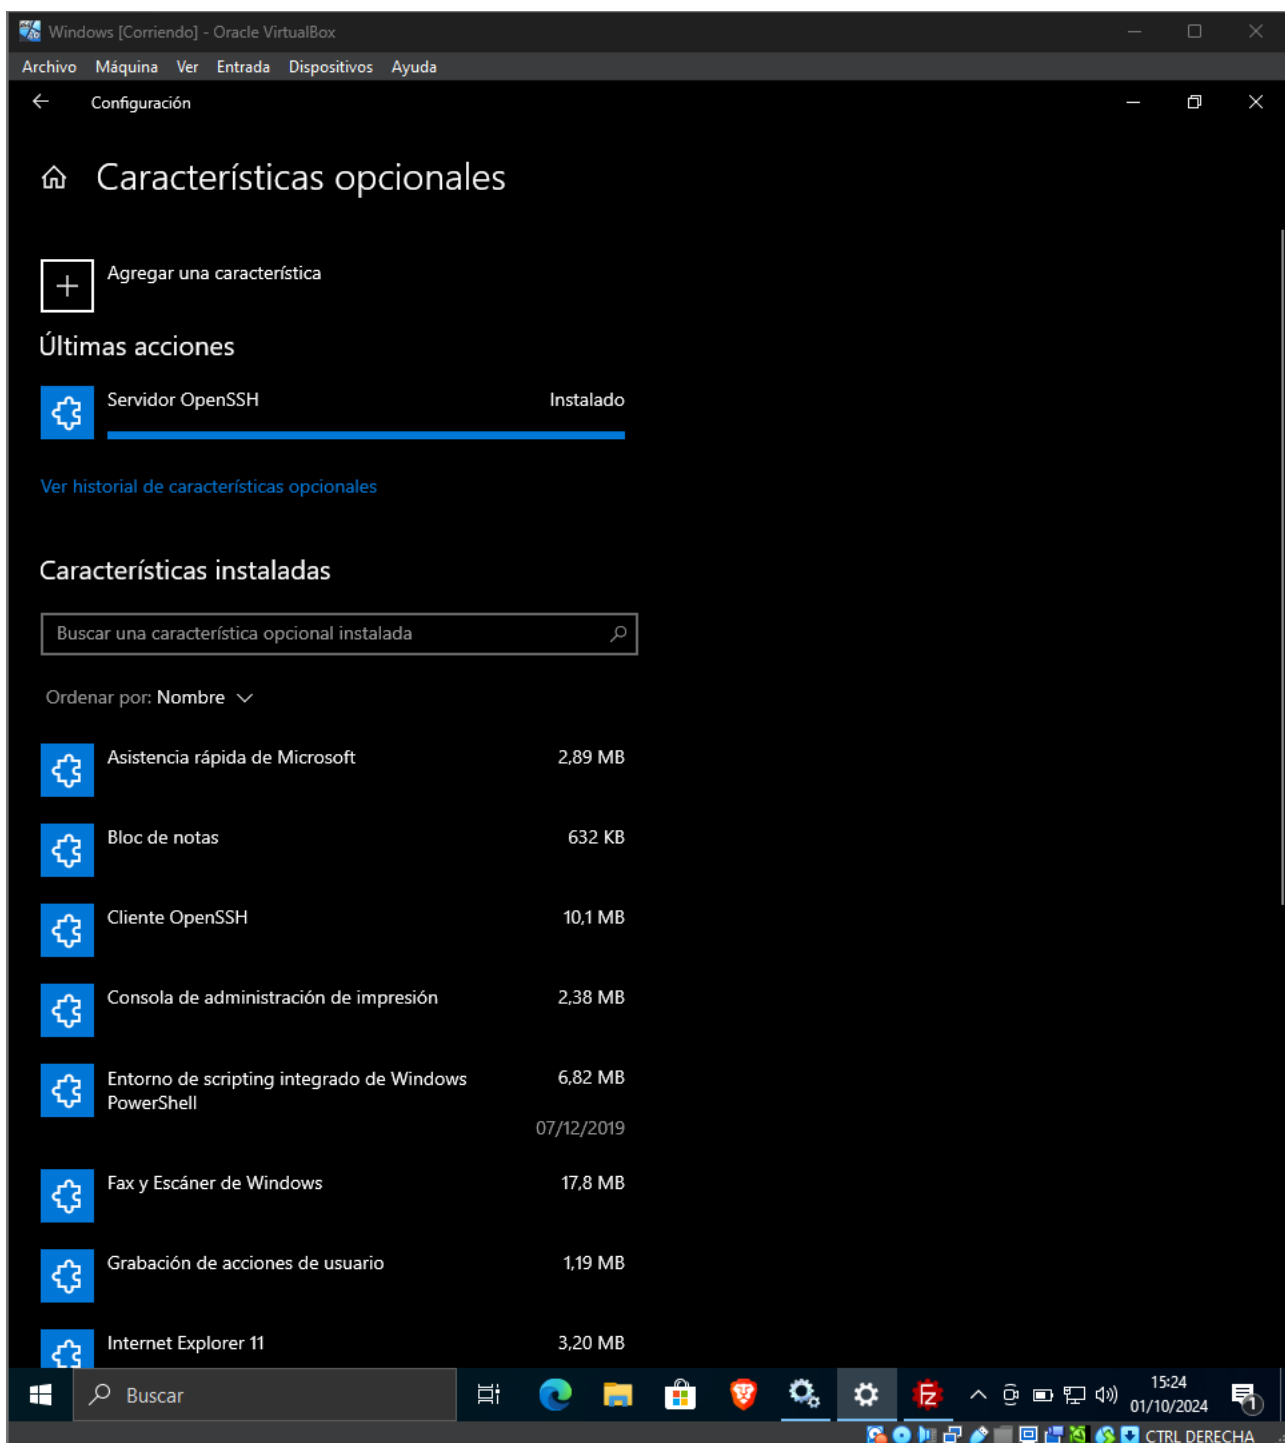 Windows [Corriendo] - Oracle VirtualBox
Archivo Máquina Ver Entrada Dispositivos Ayuda
Configuración
Características opcionales
Agregar una característica
Últimas acciones
Servidor OpenSSH Instalado
Ver historial de características opcionales
Características instaladas
Buscar una característica opcional instalada
Ordenar por: Nombre
Asistencia rápida de Microsoft 2,89 MB
Bloc de notas 632 KB
Cliente OpenSSH 10,1 MB
Consola de administración de impresión 2,38 MB
Entorno de scripting integrado de Windows 6,82 MB
PowerShell
07/12/2019
Fax y Escáner de Windows 17,8 MB
Grabación de acciones de usuario 1,19 MB
Internet Explorer 11 3,20 MB
Buscar
Fz
15:24
01/10/2024
1
CTRL DERECHA